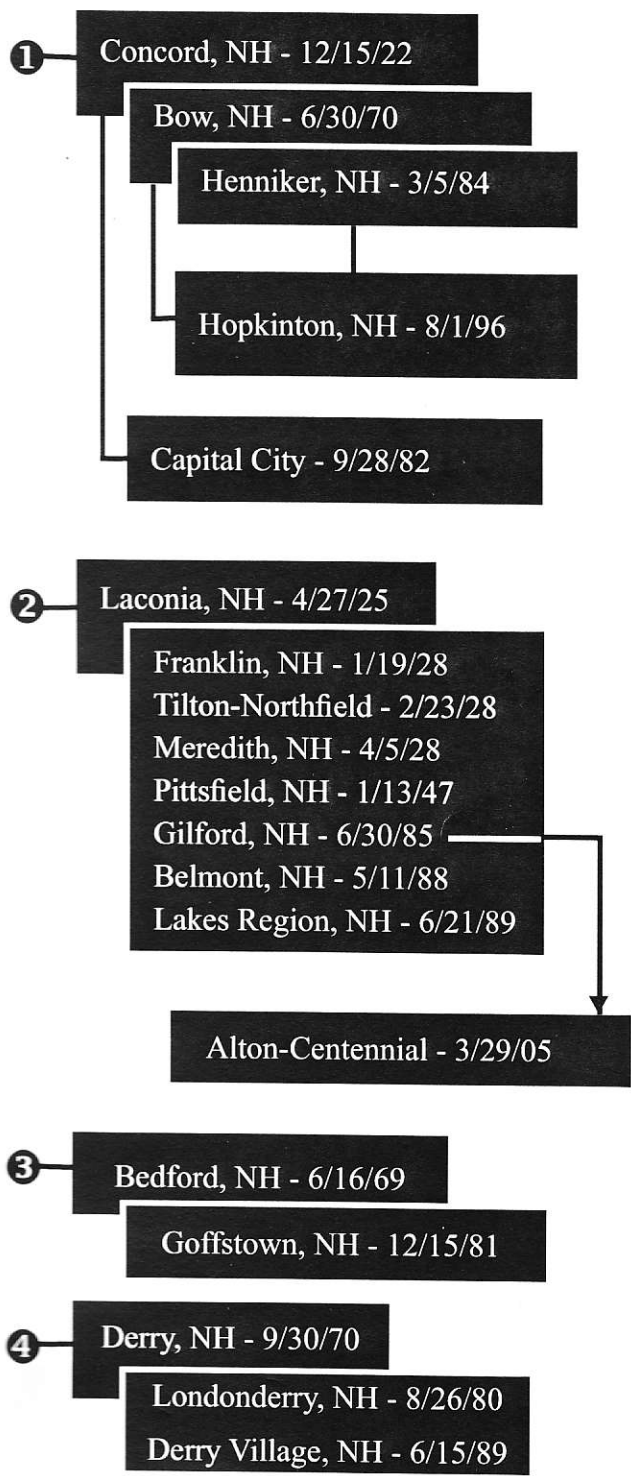 1
Concord, NH - 12/15/22
Bow, NH - 6/30/70
Henniker, NH - 3/5/84
Hopkinton, NH - 8/1/96
Capital City - 9/28/82
2
Laconia, NH - 4/27/25
Franklin, NH - 1/19/28
Tilton-Northfield - 2/23/28
Meredith, NH - 4/5/28
Pittsfield, NH - 1/13/47
Gilford, NH - 6/30/85
Belmont, NH - 5/11/88
Lakes Region, NH - 6/21/89
Alton-Centennial - 3/29/05
3
Bedford, NH - 6/16/69
Goffstown, NH - 12/15/81
4
Derry, NH - 9/30/70
Londonderry, NH - 8/26/80
Derry Village, NH - 6/15/89